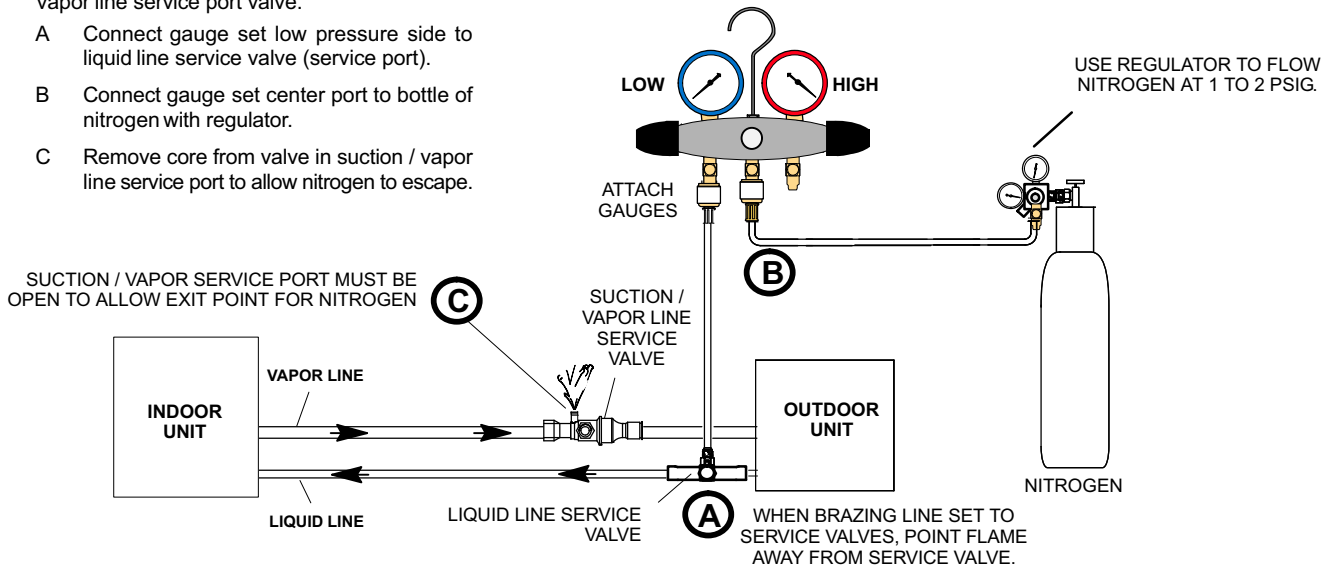 vapor line service port valve.
A Connect gauge set low pressure side to
liquid line service valve (service port).
B Connect gauge set center port to bottle of
nitrogen with regulator.
C Remove core from valve in suction / vapor
line service port to allow nitrogen to escape.
LOW
HIGH
USE REGULATOR TO FLOW
NITROGEN AT 1 TO 2 PSIG.
ATTACH
GAUGES
B
SUCTION / VAPOR SERVICE PORT MUST BE
OPEN TO ALLOW EXIT POINT FOR NITROGEN
C
SUCTION /
VAPOR LINE
SERVICE
VALVE
VAPOR LINE
INDOOR
UNIT
OUTDOOR
UNIT
NITROGEN
LIQUID LINE
LIQUID LINE SERVICE
VALVE
A
WHEN BRAZING LINE SET TO
SERVICE VALVES, POINT FLAME
AWAY FROM SERVICE VALVE.